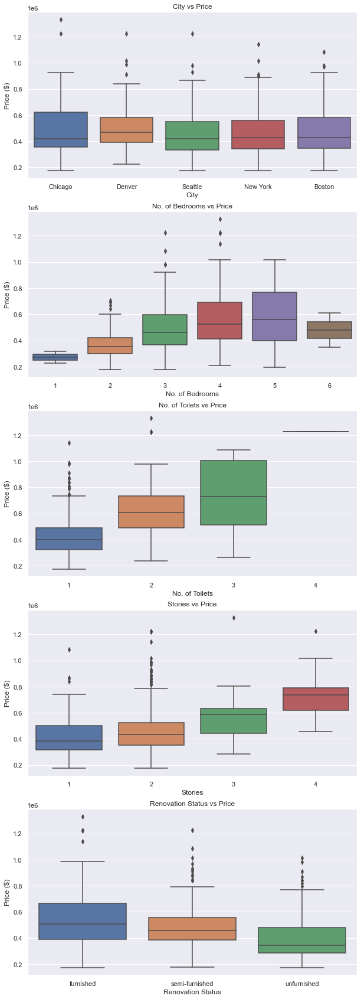 City vs Price
1e6
1.2
1.0
0.8
0.6
0.4
0.2
Price ($)
Chicago Denver Seattle New York Boston
City
No. of Bedrooms vs Price
1e6
1.2
1.0
0.8
0.6
0.4
0.2
Price ($)
1 2 3 4 5 6
No. of Bedrooms
No. of Toilets vs Price
1e6
1.2
1.0
0.8
0.6
0.4
0.2
Price ($)
1 2 3 4
No. of Toilets
Stories vs Price
1e6
1.2
1.0
0.8
0.6
0.4
0.2
Price ($)
1 2 3 4
Stories
Renovation Status vs Price
1e6
1.2
1.0
0.8
0.6
0.4
0.2
Price ($)
furnished semi-furnished unfurnished
Renovation Status